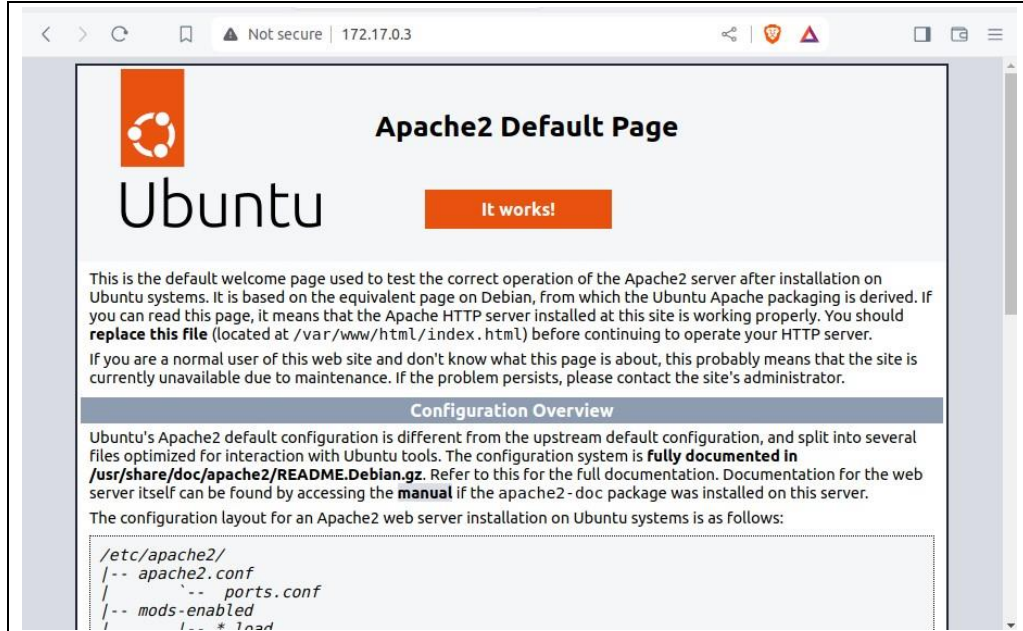 Not secure 172.17.0.3
Ubuntu
Apache2 Default Page
It works!
This is the default welcome page used to test the correct operation of the Apache2 server after installation on
Ubuntu systems. It is based on the equivalent page on Debian, from which the Ubuntu Apache packaging is derived. If
you can read this page, it means that the Apache HTTP server installed at this site is working properly. You should
replace this file (located at /var/www/html/index.html) before continuing to operate your HTTP server.
If you are a normal user of this web site and don't know what this page is about, this probably means that the site is
currently unavailable due to maintenance. If the problem persists, please contact the site's administrator.
Configuration Overview
Ubuntu's Apache2 default configuration is different from the upstream default configuration, and split into several
files optimized for interaction with Ubuntu tools. The configuration system is fully documented in
/usr/share/doc/apache2/README.Debian.gz. Refer to this for the full documentation. Documentation for the web
server itself can be found by accessing the manual if the apache2-doc package was installed on this server.
The configuration layout for an Apache2 web server installation on Ubuntu systems is as follows:
/etc/apache2/
|-- apache2.conf
|       `--  ports.conf
|-- mods-enabled
|       |-- *.load